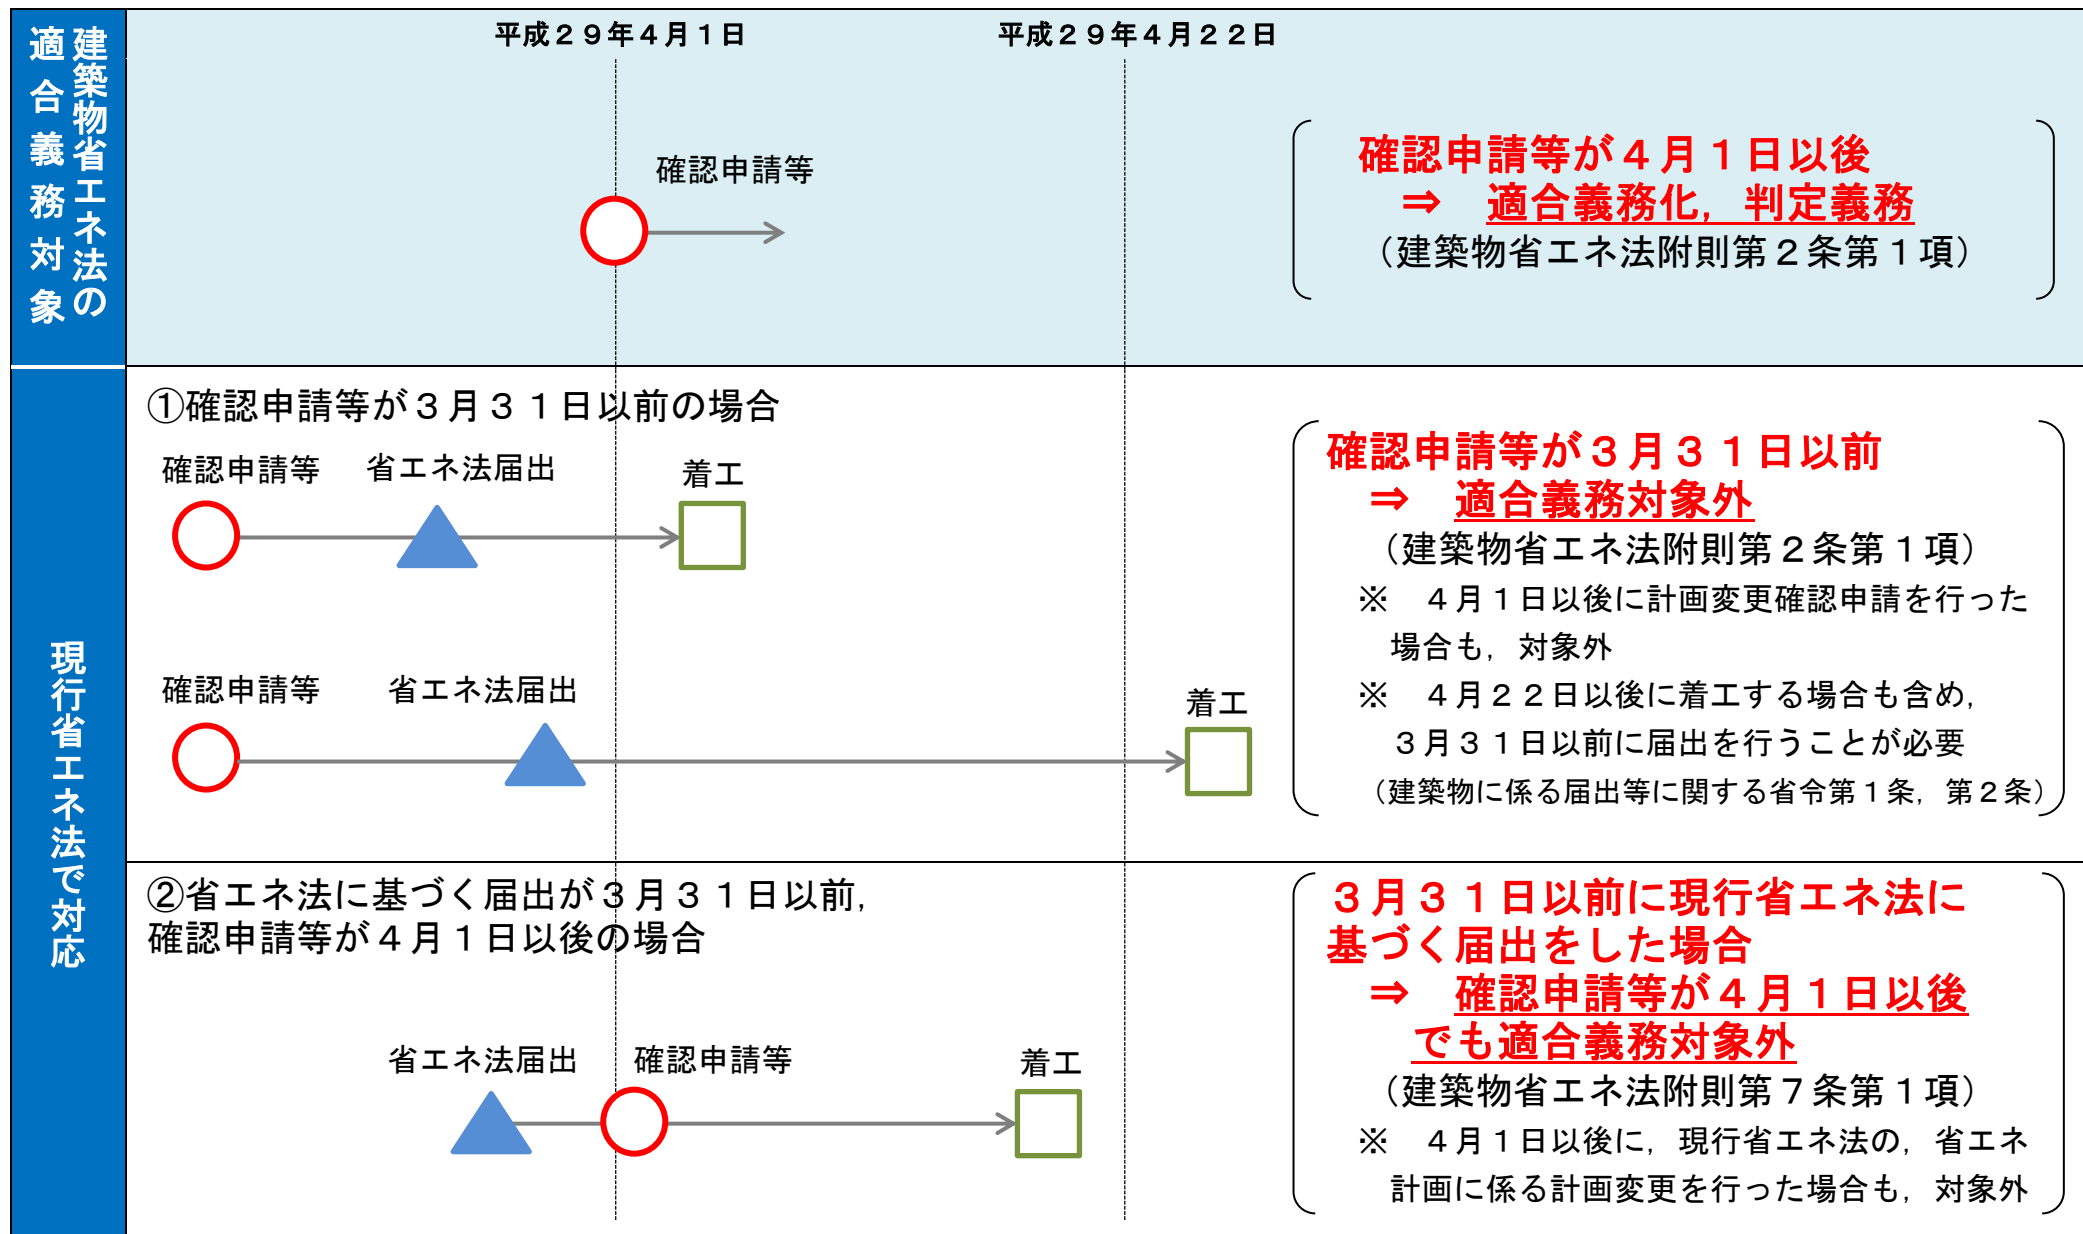 建築物省エネ法の
適合義務対象
平成２９年４月１日
平成２９年４月２２日
確認申請等
確認申請等が４月１日以後
⇒　適合義務化，判定義務
（建築物省エネ法附則第２条第１項）
現行省エネ法で対応
①確認申請等が３月３１日以前の場合
確認申請等
省エネ法届出
着工
確認申請等
省エネ法届出
着工
確認申請等が３月３１日以前
⇒　適合義務対象外
（建築物省エネ法附則第２条第１項）
※　４月１日以後に計画変更確認申請を行った
場合も，対象外
※　４月２２日以後に着工する場合も含め，
３月３１日以前に届出を行うことが必要
（建築物に係る届出等に関する省令第１条，第２条）
②省エネ法に基づく届出が３月３１日以前，
確認申請等が４月１日以後の場合
省エネ法届出
確認申請等
着工
３月３１日以前に現行省エネ法に
基づく届出をした場合
⇒　確認申請等が４月１日以後
でも適合義務対象外
（建築物省エネ法附則第７条第１項）
※　４月１日以後に，現行省エネ法の，省エネ
計画に係る計画変更を行った場合も，対象外